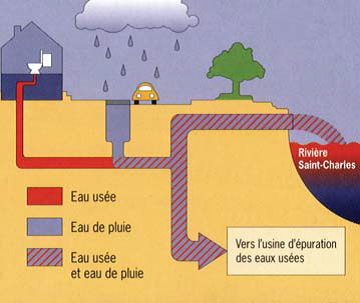 Rivière
Saint-Charles
Eau usée
Eau de pluie
Eau usée
et eau de pluie
Vers l'usine d'épuration
des eaux usées